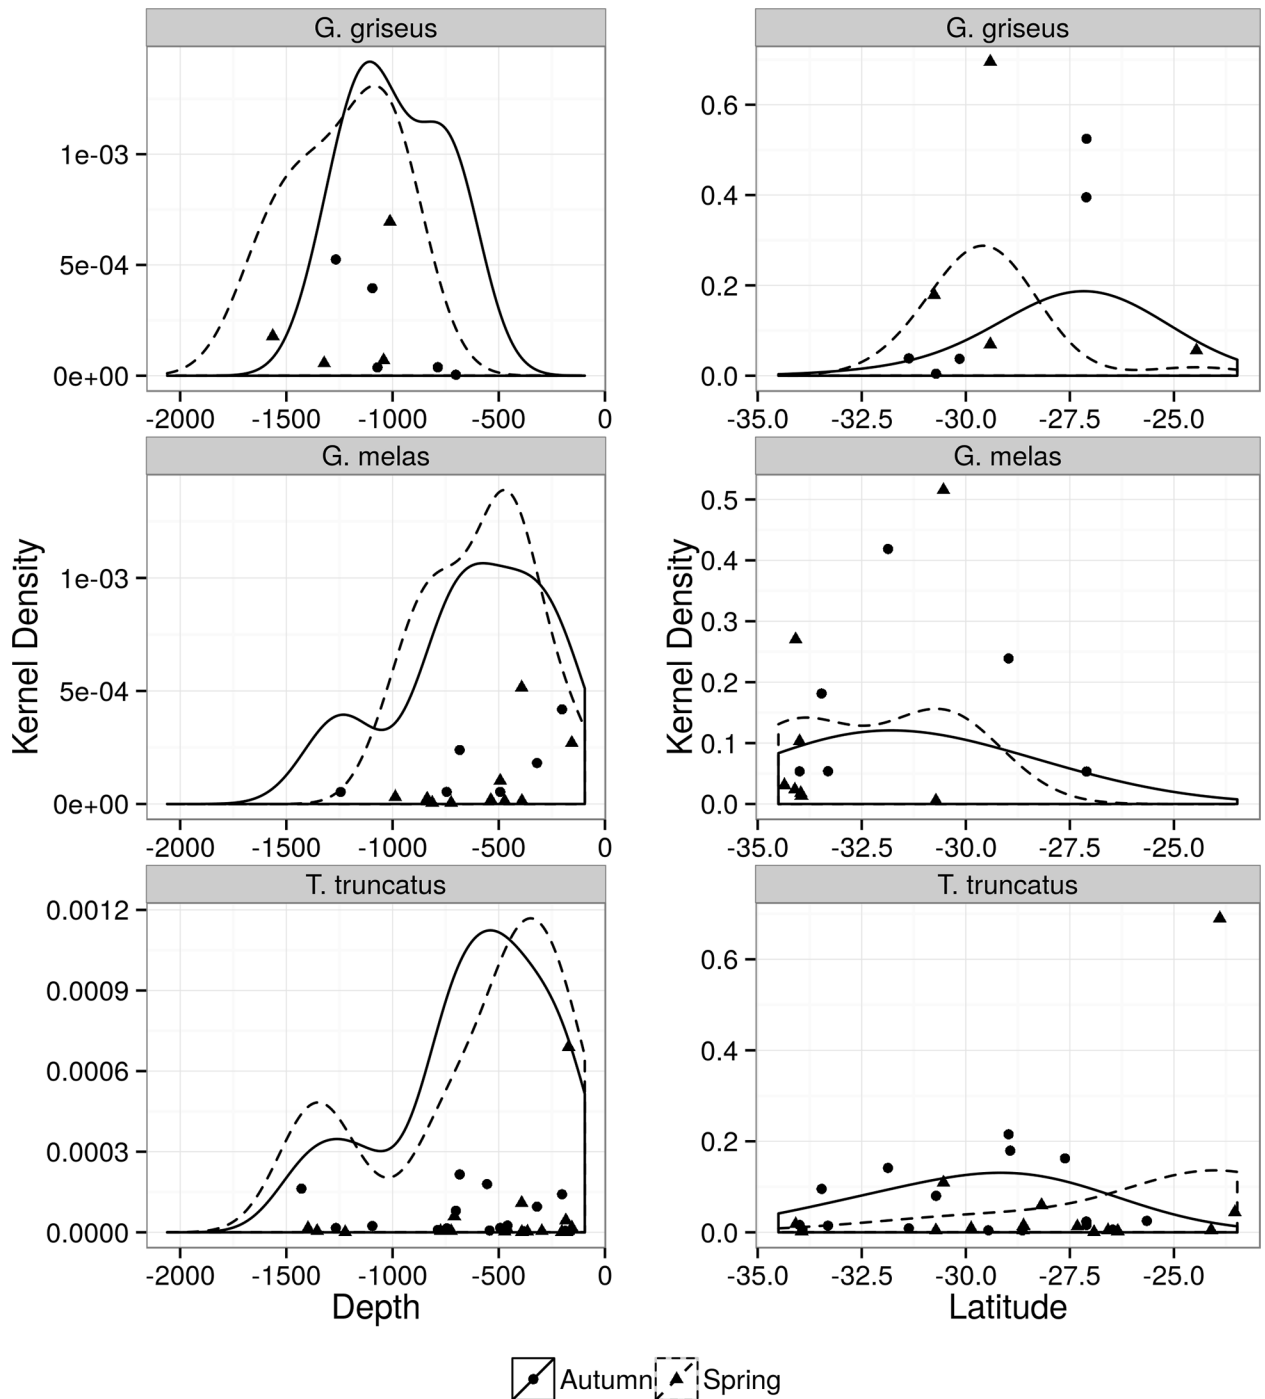 G. griseus
G. griseus
1e-03
5e-04
0e+00
-2000 -1500 -1000 -500 0
0.6
0.4
0.2
0.0
-35.0 -32.5 -30.0 -27.5 -25.0
G. melas
G. melas
Kernel Density
1e-03
5e-04
0e+00
-2000 -1500 -1000 -500 0
Kernel Density
0.5
0.4
0.3
0.2
0.1
0.0
-35.0 -32.5 -30.0 -27.5 -25.0
T. truncatus
T. truncatus
0.0012
0.0009
0.0006
0.0003
0.0000
-2000 -1500 -1000 -500 0
Depth
0.6
0.4
0.2
0.0
-35.0 -32.5 -30.0 -27.5 -25.0
Latitude
Autumn Spring